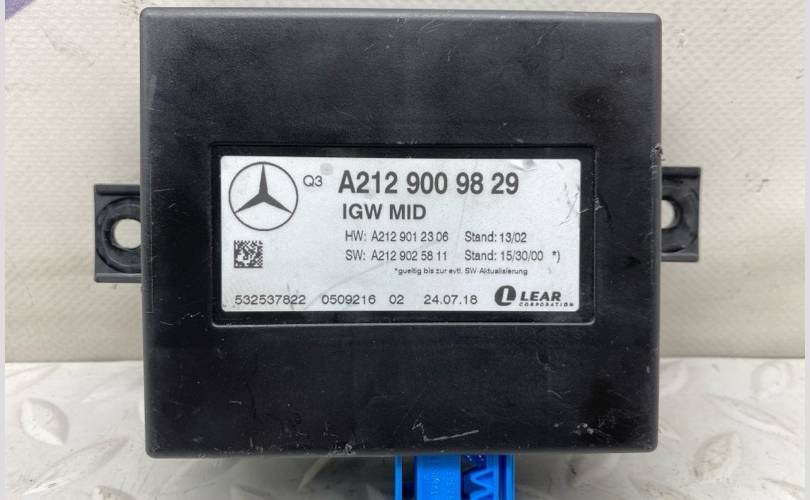 Q3 A212 900 98 29
IGW MID
HW: A212 901 23 06 Stand: 13/02
SW: A212 902 58 11 Stand: 15/30/00 *)
*gueltig bis zur evtl. SW-Aktualisierung
532537822 0509216 02 24.07.18 LEAR
CORPORATION